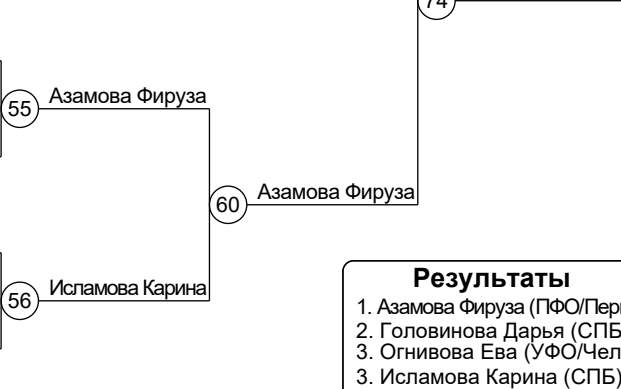 74
Азамова Фируза
55
Азамова Фируза
60
Исламова Карина
56
Результаты
1. Азамова Фируза (ПФО/Пер
2. Головинова Дарья (СПБ
3. Огнивова Ева (УФО/Чел
3. Исламова Карина (СПБ)